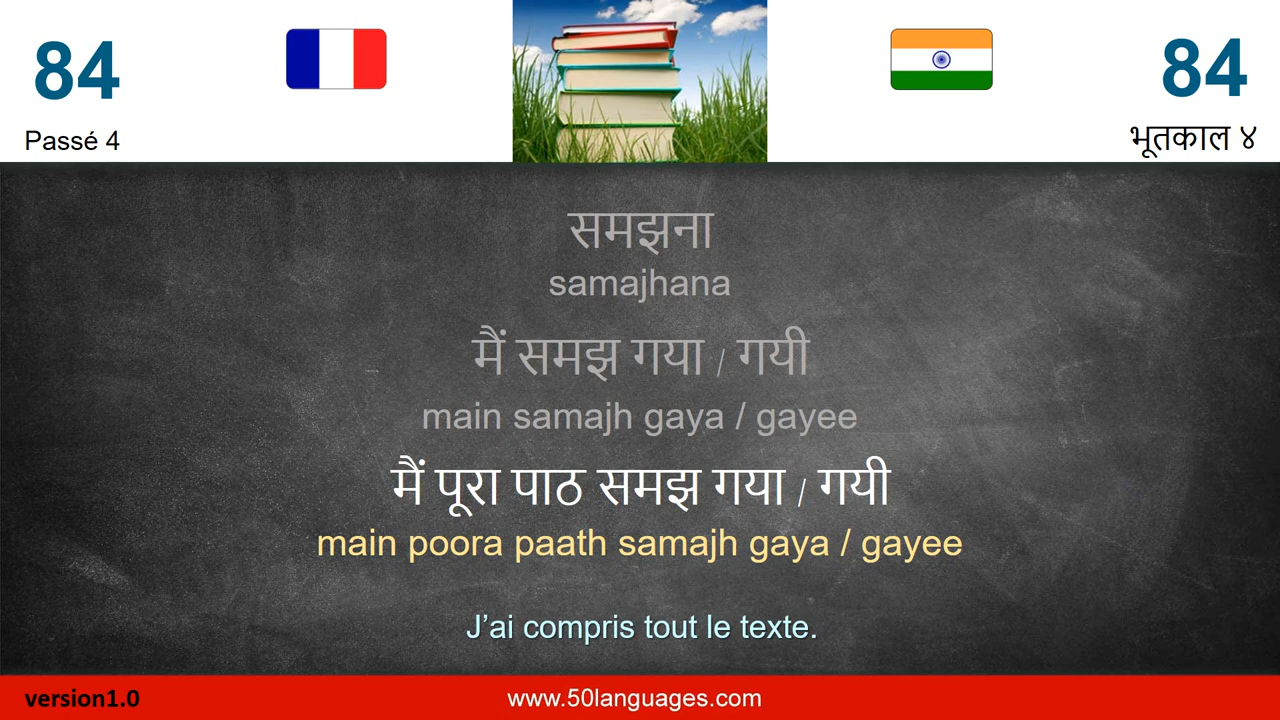 84
84
Passé 4
भूतकाल ४
समझना
samajhana
मैं समझ गया / गयी
main samajh gaya / gayee
मैं पूरा पाठ समझ गया / गयी
main poora paath samajh gaya / gayee
J’ai compris tout le texte.
version1.0
www.50languages.com